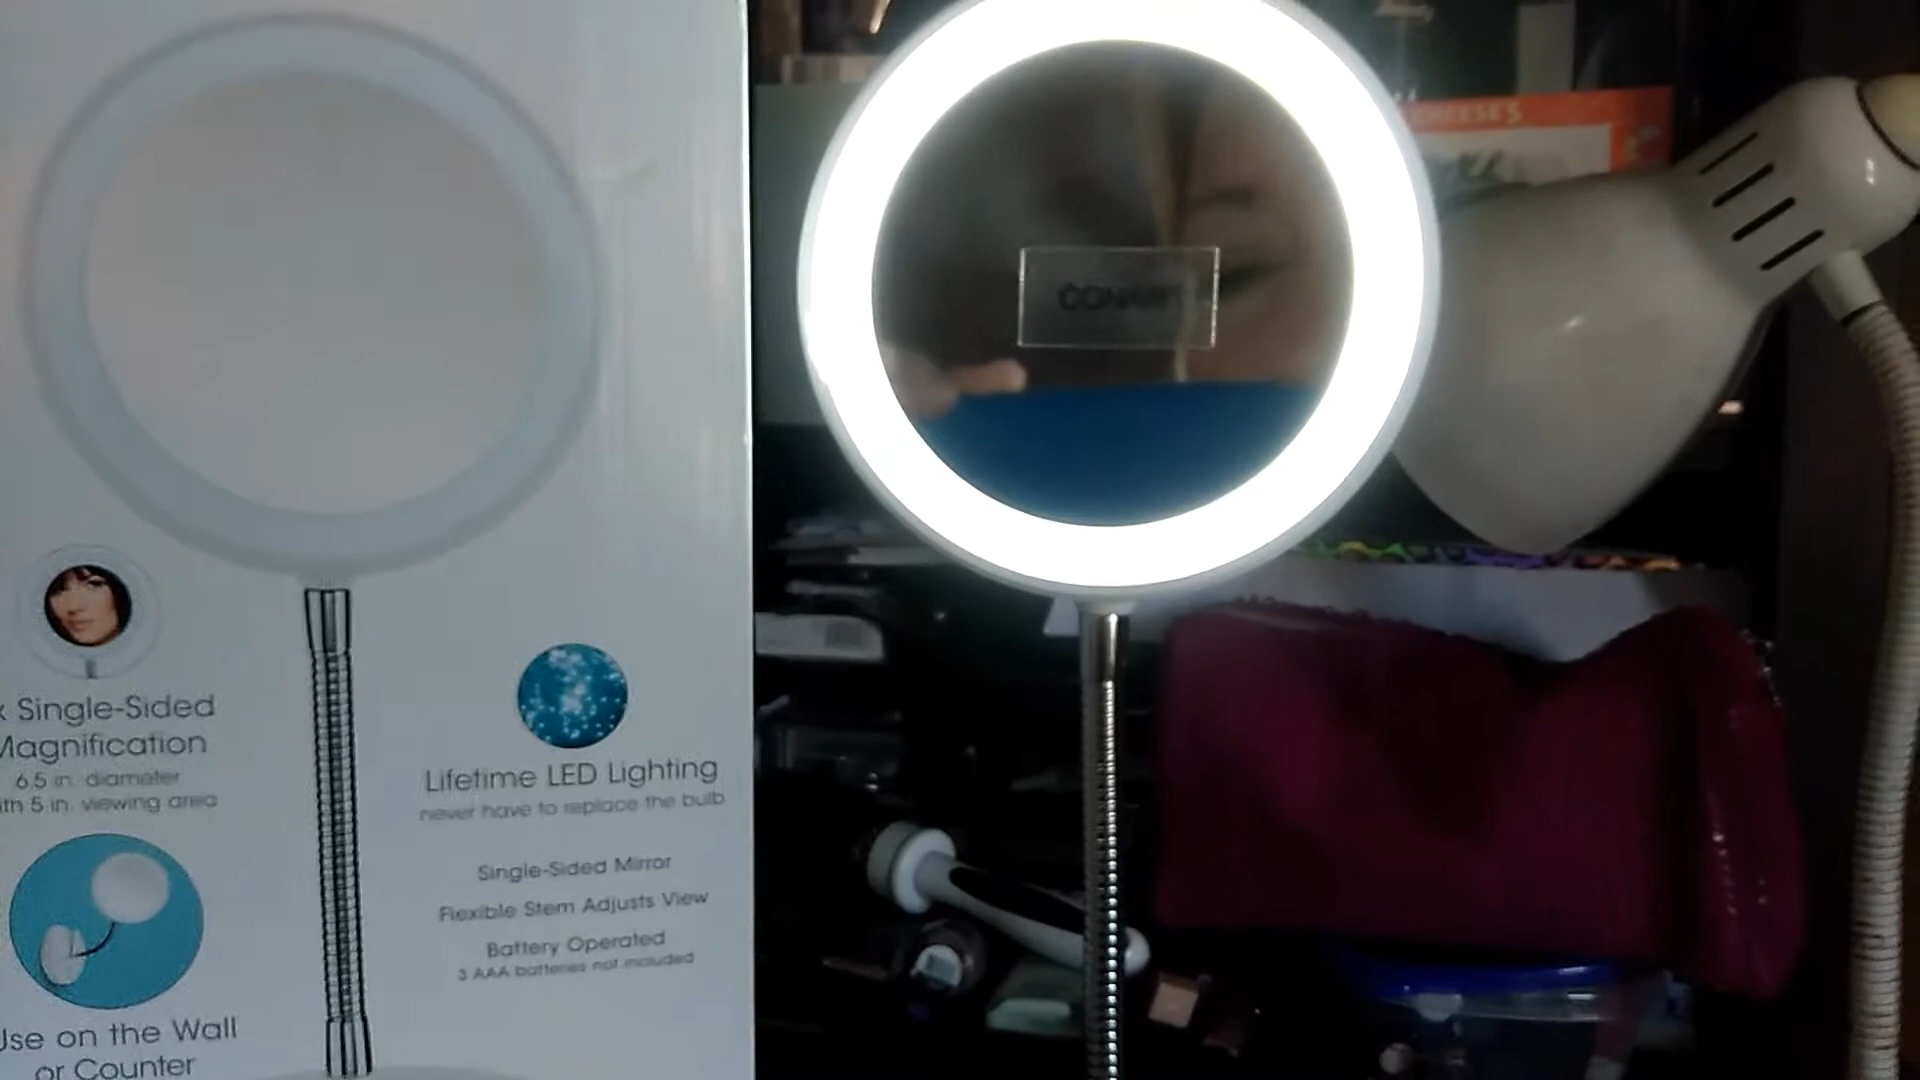 Single-Sided
Magnification
6.5 in. diameter
with 5 in. viewing area
Use on the Wall
or Counter
Lifetime LED Lighting
never have to replace the bulb
Single-Sided Mirror
Flexible Stem Adjusts View
Battery Operated
3 AAA batteries not included
CONAIR
CHEESE'S